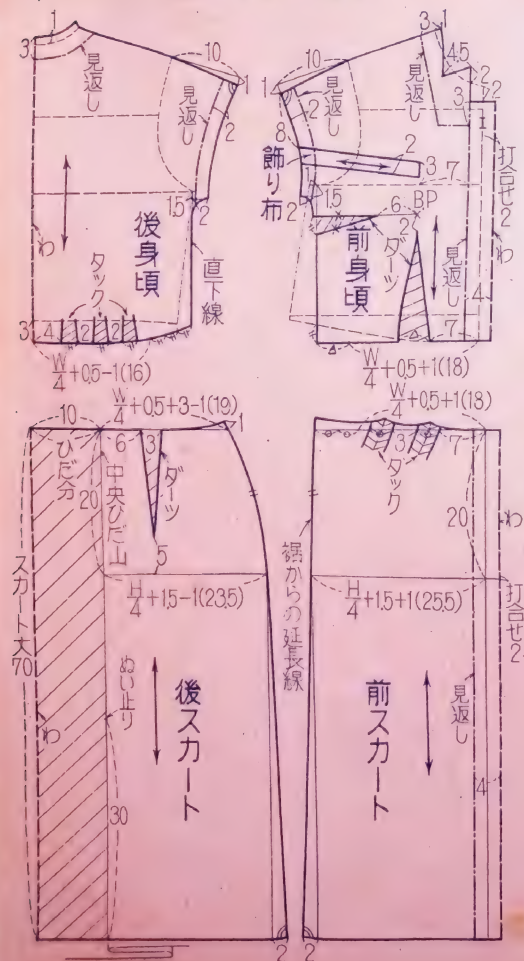 1
3
見返し
10
1
見返し
2
1.5
2
後身頃
わ
タック
直下線
3 4 2 2
W/4+0.5-1(16)
3 1
4.5
見返し
2
2
3
10
1
見返し
2
8
飾り布
2
3
7
打合せ2
わ
1.5
2
6 BP
2
ダーツ
前身頃
見返し
4
7
W/4+0.5+1(18)
W/4+0.5+3-1(19)
10
1
6 3
ひだ分
20
中央ひだ山
ダーツ
5
H/4+1.5-1(23.5)
スカート丈70
わ
ぬい止り
後スカート
30
2
裾からの延長線
W/4+0.5+1(18)
3 7
タック
20
わ
H/4+1.5+1(25.5)
打合せ2
前スカート
見返し
4
2